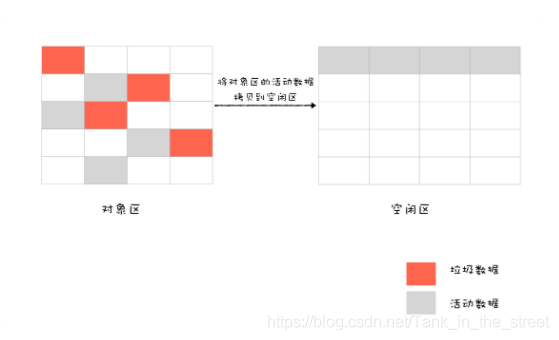 将对象区的活动数据
拷贝到空闲区
对象区
空闲区
垃圾数据
活动数据
https://blog.csdn.net/Tank_in_the_street